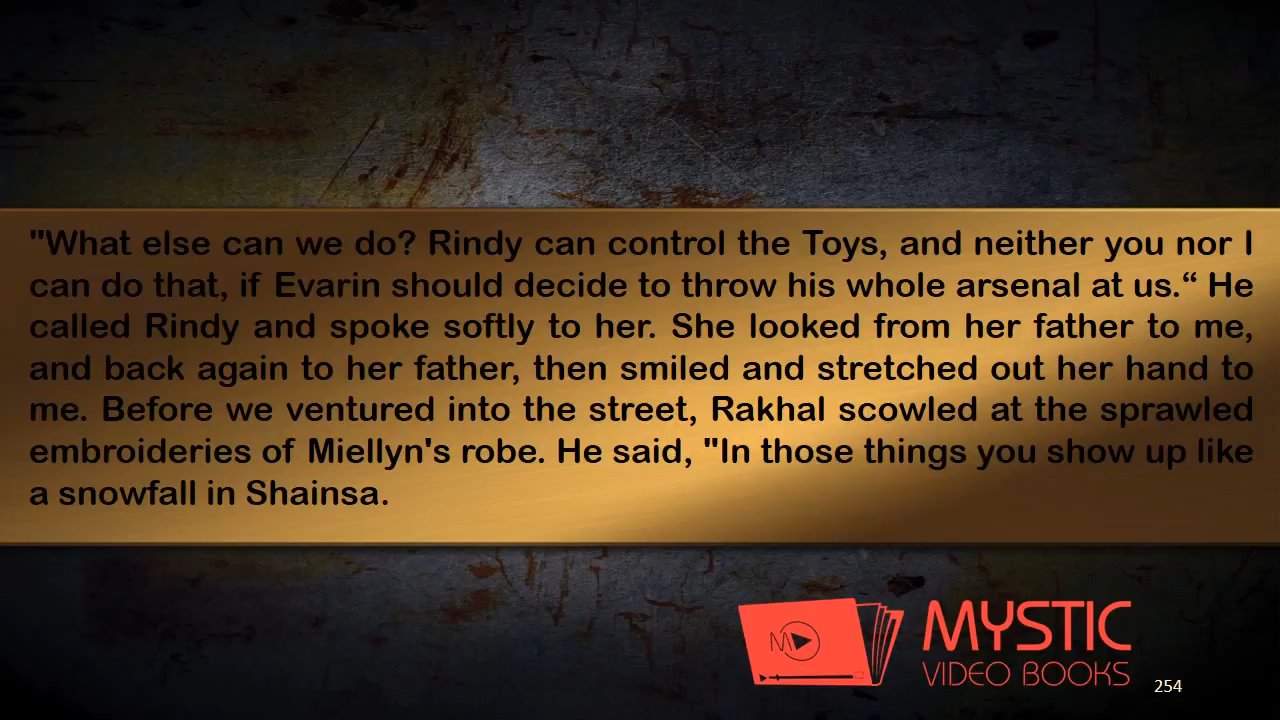 "What else can we do? Rindy can control the Toys, and neither you nor I
can do that, if Evarin should decide to throw his whole arsenal at us.“ He
called Rindy and spoke softly to her. She looked from her father to me,
and back again to her father, then smiled and stretched out her hand to
me. Before we ventured into the street, Rakhal scowled at the sprawled
embroideries of Miellyn's robe. He said, "In those things you show up like
a snowfall in Shainsa.
M
MYSTIC
VIDEO BOOKS
254